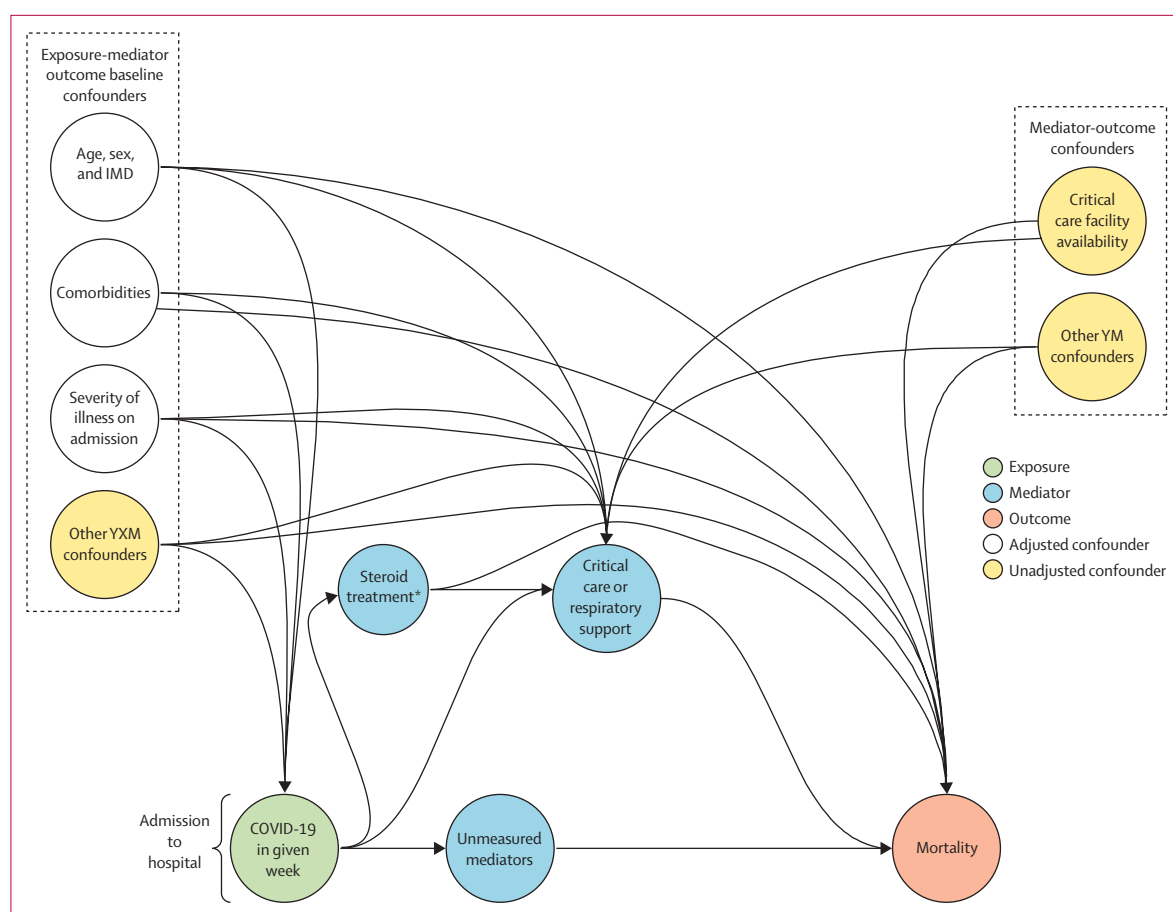 Exposure-mediator
outcome baseline
confounders
Age, sex,
and IMD
Comorbidities
Severity of
illness on
admission
Other YXM
confounders
Mediator-outcome
confounders
Critical
care facility
availability
Other YM
confounders
Exposure
Mediator
Outcome
Adjusted confounder
Unadjusted confounder
Steroid
treatment*
Critical
care or
respiratory
support
Admission
to
hospital
COVID-19
in given
week
Unmeasured
mediators
Mortality